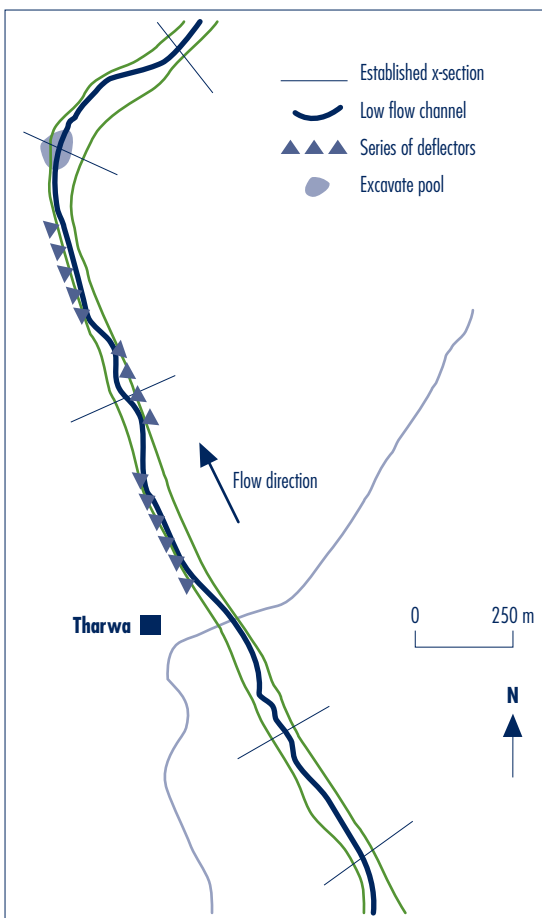 Established x-section
Low flow channel
Series of deflectors
Excavate pool
Flow direction
Tharwa
0 250 m
N